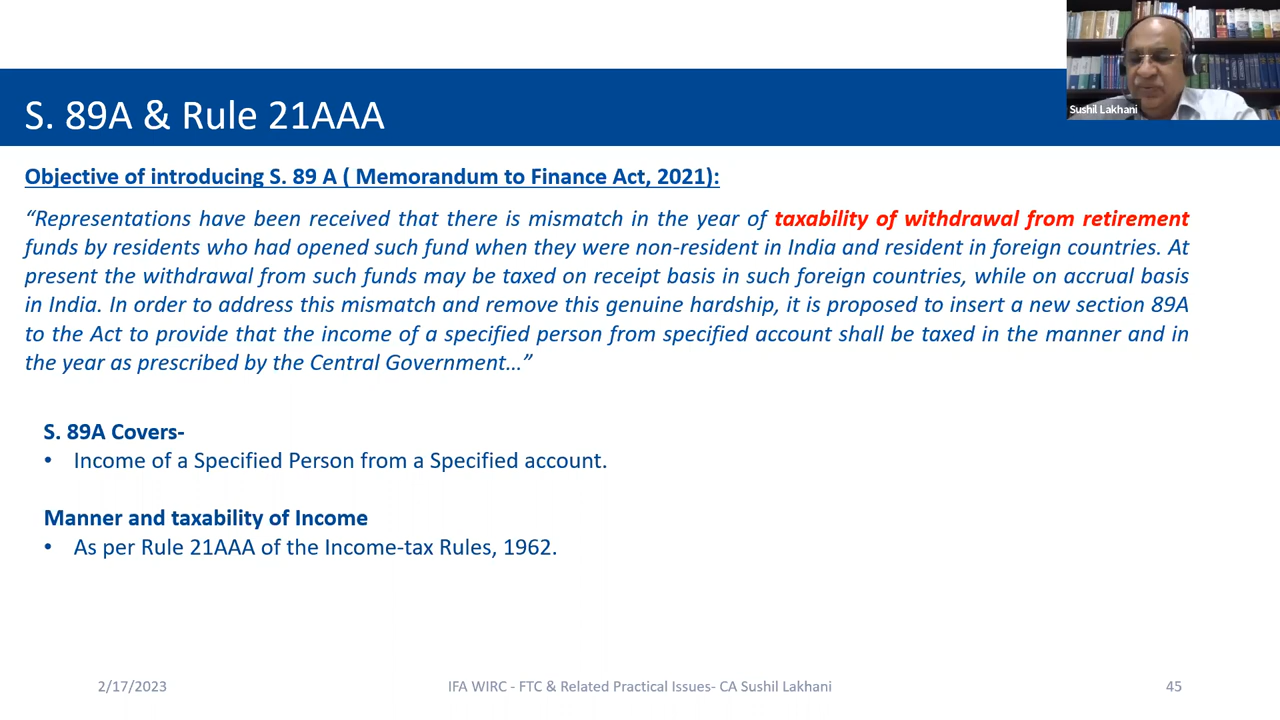 Sushil Lakhani
S. 89A & Rule 21AAA
Objective of introducing S. 89 A ( Memorandum to Finance Act, 2021):
“Representations have been received that there is mismatch in the year of taxability of withdrawal from retirement
funds by residents who had opened such fund when they were non-resident in India and resident in foreign countries. At
present the withdrawal from such funds may be taxed on receipt basis in such foreign countries, while on accrual basis
in India. In order to address this mismatch and remove this genuine hardship, it is proposed to insert a new section 89A
to the Act to provide that the income of a specified person from specified account shall be taxed in the manner and in
the year as prescribed by the Central Government…”
S. 89A Covers-
• Income of a Specified Person from a Specified account.
Manner and taxability of Income
• As per Rule 21AAA of the Income-tax Rules, 1962.
2/17/2023
IFA WIRC - FTC & Related Practical Issues- CA Sushil Lakhani
45